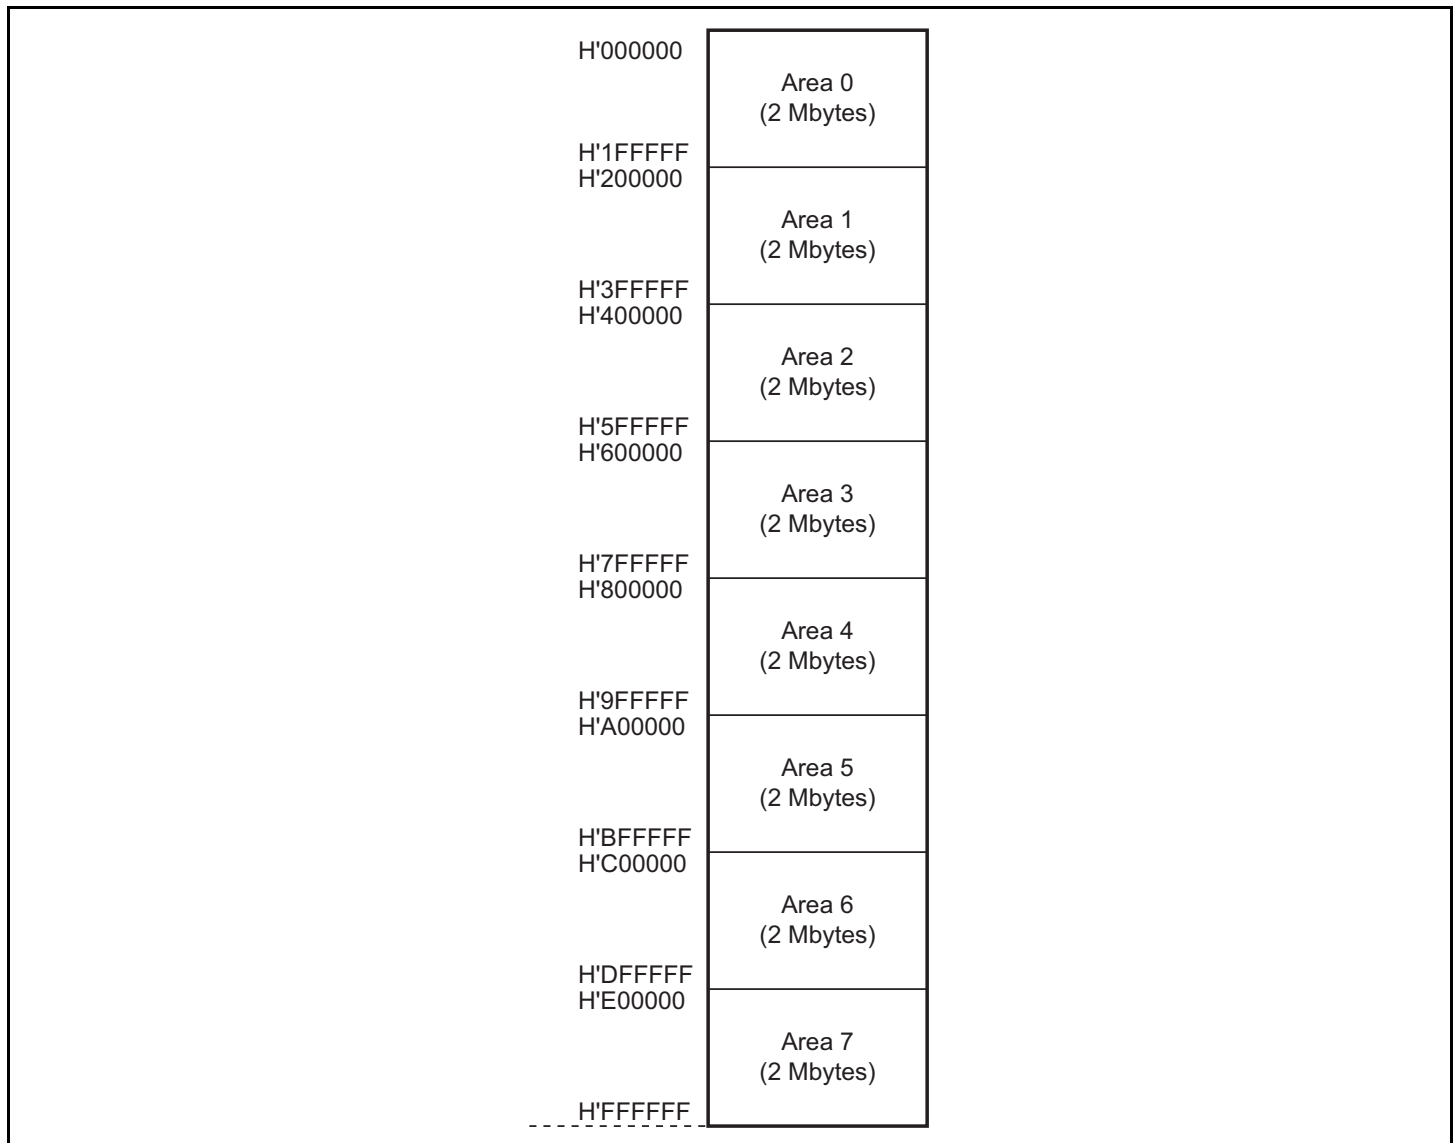 H'000000
Area 0
(2 Mbytes)
H'1FFFFF
H'200000
Area 1
(2 Mbytes)
H'3FFFFF
H'400000
Area 2
(2 Mbytes)
H'5FFFFF
H'600000
Area 3
(2 Mbytes)
H'7FFFFF
H'800000
Area 4
(2 Mbytes)
H'9FFFFF
H'A00000
Area 5
(2 Mbytes)
H'BFFFFF
H'C00000
Area 6
(2 Mbytes)
H'DFFFFF
H'E00000
Area 7
(2 Mbytes)
H'FFFFFF